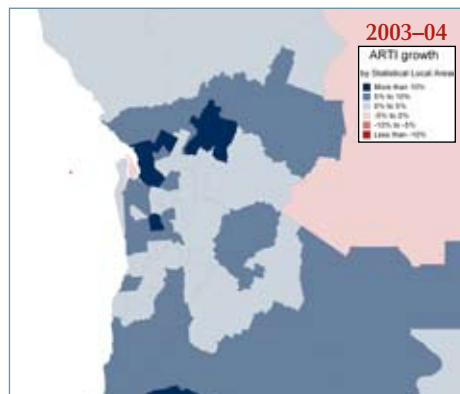 2003–04
ARTI growth
by Statistical Local Areas
More than 10%
5% to 10%
0% to 5%
-5% to 0%
-10% to -5%
Less than -10%